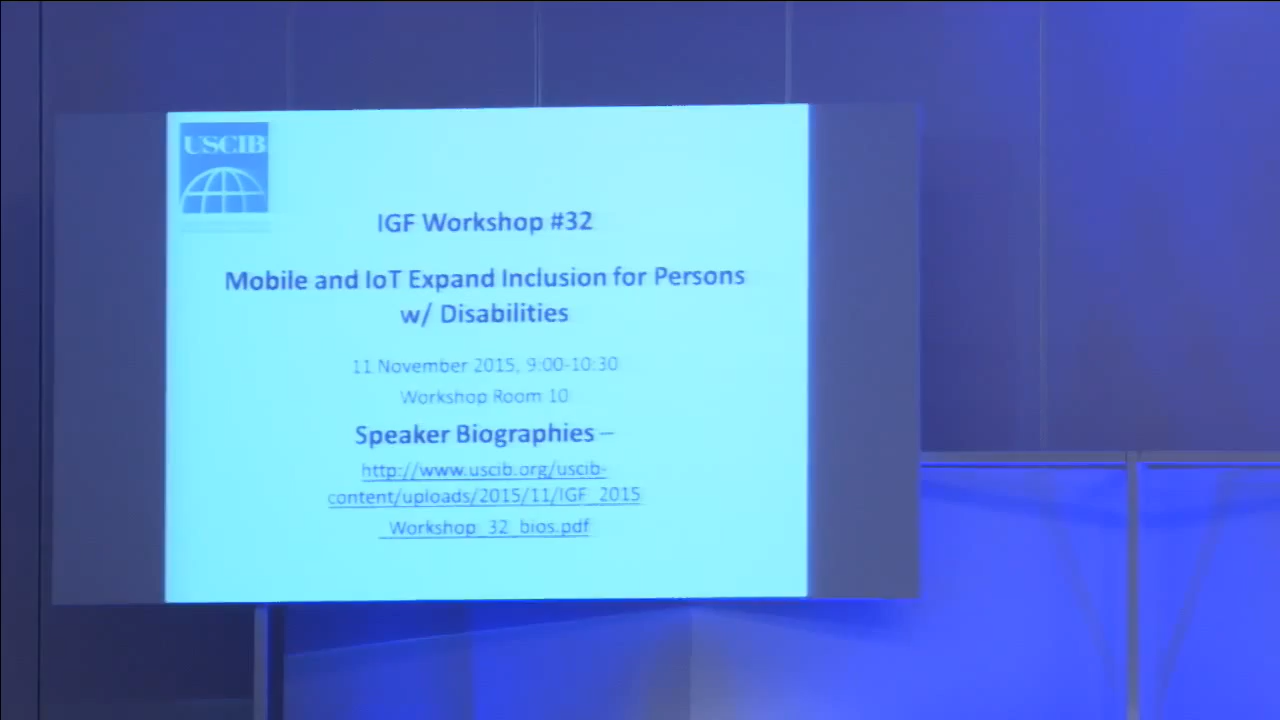 USCIB
IGF Workshop #32
Mobile and IoT Expand Inclusion for Persons
w/ Disabilities
11 November 2015, 9:00-10:30
Workshop Room 10
Speaker Biographies –
http://www.uscib.org/uscib-
content/uploads/2015/11/IGF_2015
_Workshop_32_bios.pdf